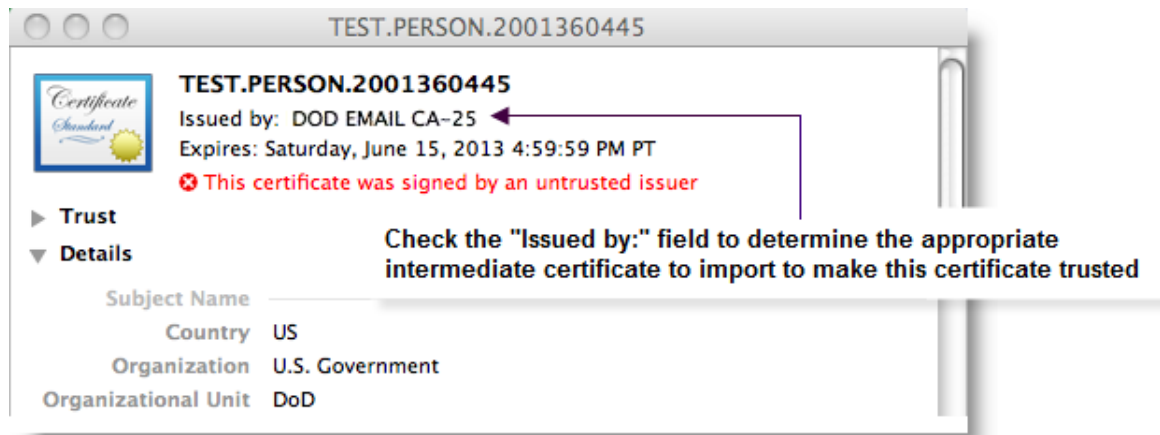 TEST.PERSON.2001360445
Certificate
Standard
TEST.PERSON.2001360445
Issued by: DOD EMAIL CA-25
Expires: Saturday, June 15, 2013 4:59:59 PM PT
This certificate was signed by an untrusted issuer
Trust
Details
Check the "Issued by:" field to determine the appropriate
intermediate certificate to import to make this certificate trusted
Subject Name
Country US
Organization U.S. Government
Organizational Unit DoD